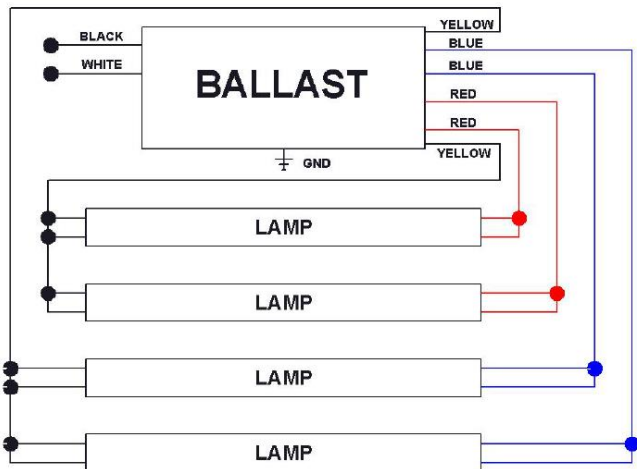 YELLOW
BLACK
BLUE
WHITE
BLUE
BALLAST
RED
RED
YELLOW
GND
LAMP
LAMP
LAMP
LAMP